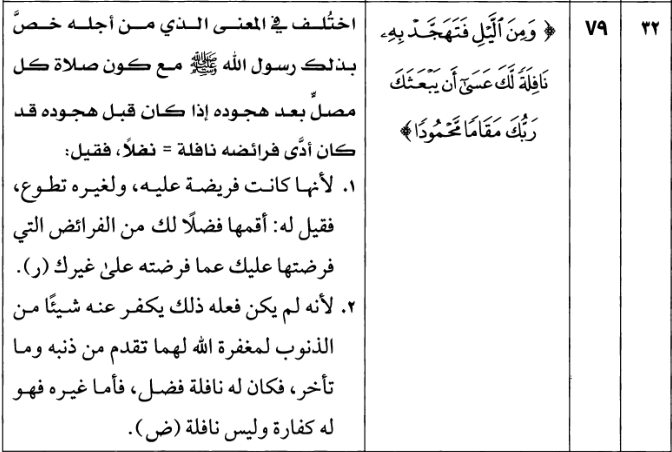 ٣٢
٧٩
﴿ وَمِنَ ٱلَّيۡلِ فَتَهَجَّدۡ بِهِۦ
نَافِلَةٗ لَّكَ عَسَىٰٓ أَن يَبۡعَثَكَ
رَبُّكَ مَقَامٗا مَّحۡمُودٗا ﴾
اختُلف في المعنى الذي من أجله خصَّ
بذلك رسول الله ﷺ مع كون صلاة كل
مصلٍّ بعد هجوده إذا كان قبل هجوده قد
كان أدَّى فرائضه نافلة = نفلًا، فقيل:
١. لأنها كانت فريضة عليه، ولغيره تطوع،
فقيل له: أقمها فضلًا لك من الفرائض التي
فرضتها عليك عما فرضته علىٰ غيرك (ر).
٢. لأنه لم يكن فعله ذلك يكفر عنه شيئًا من
الذنوب لمغفرة الله لهما تقدم من ذنبه وما
تأخر، فكان له نافلة فضل، فأما غيره فهو
له كفارة وليس نافلة (ض).